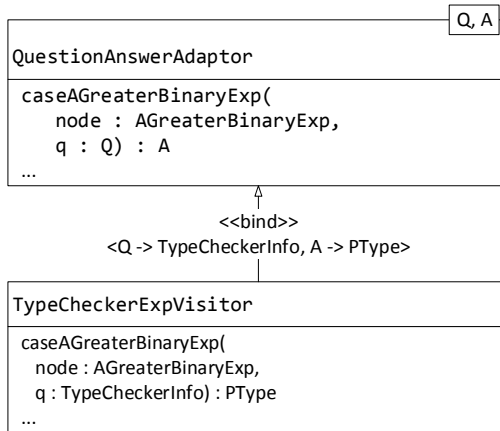 Q, A
QuestionAnswerAdaptor
caseAGreaterBinaryExp(
node : AGreaterBinaryExp,
q : Q) : A
...
<<bind>>
<Q -> TypeCheckerInfo, A -> PType>
TypeCheckerExpVisitor
caseAGreaterBinaryExp(
node : AGreaterBinaryExp,
q : TypeCheckerInfo) : PType
...